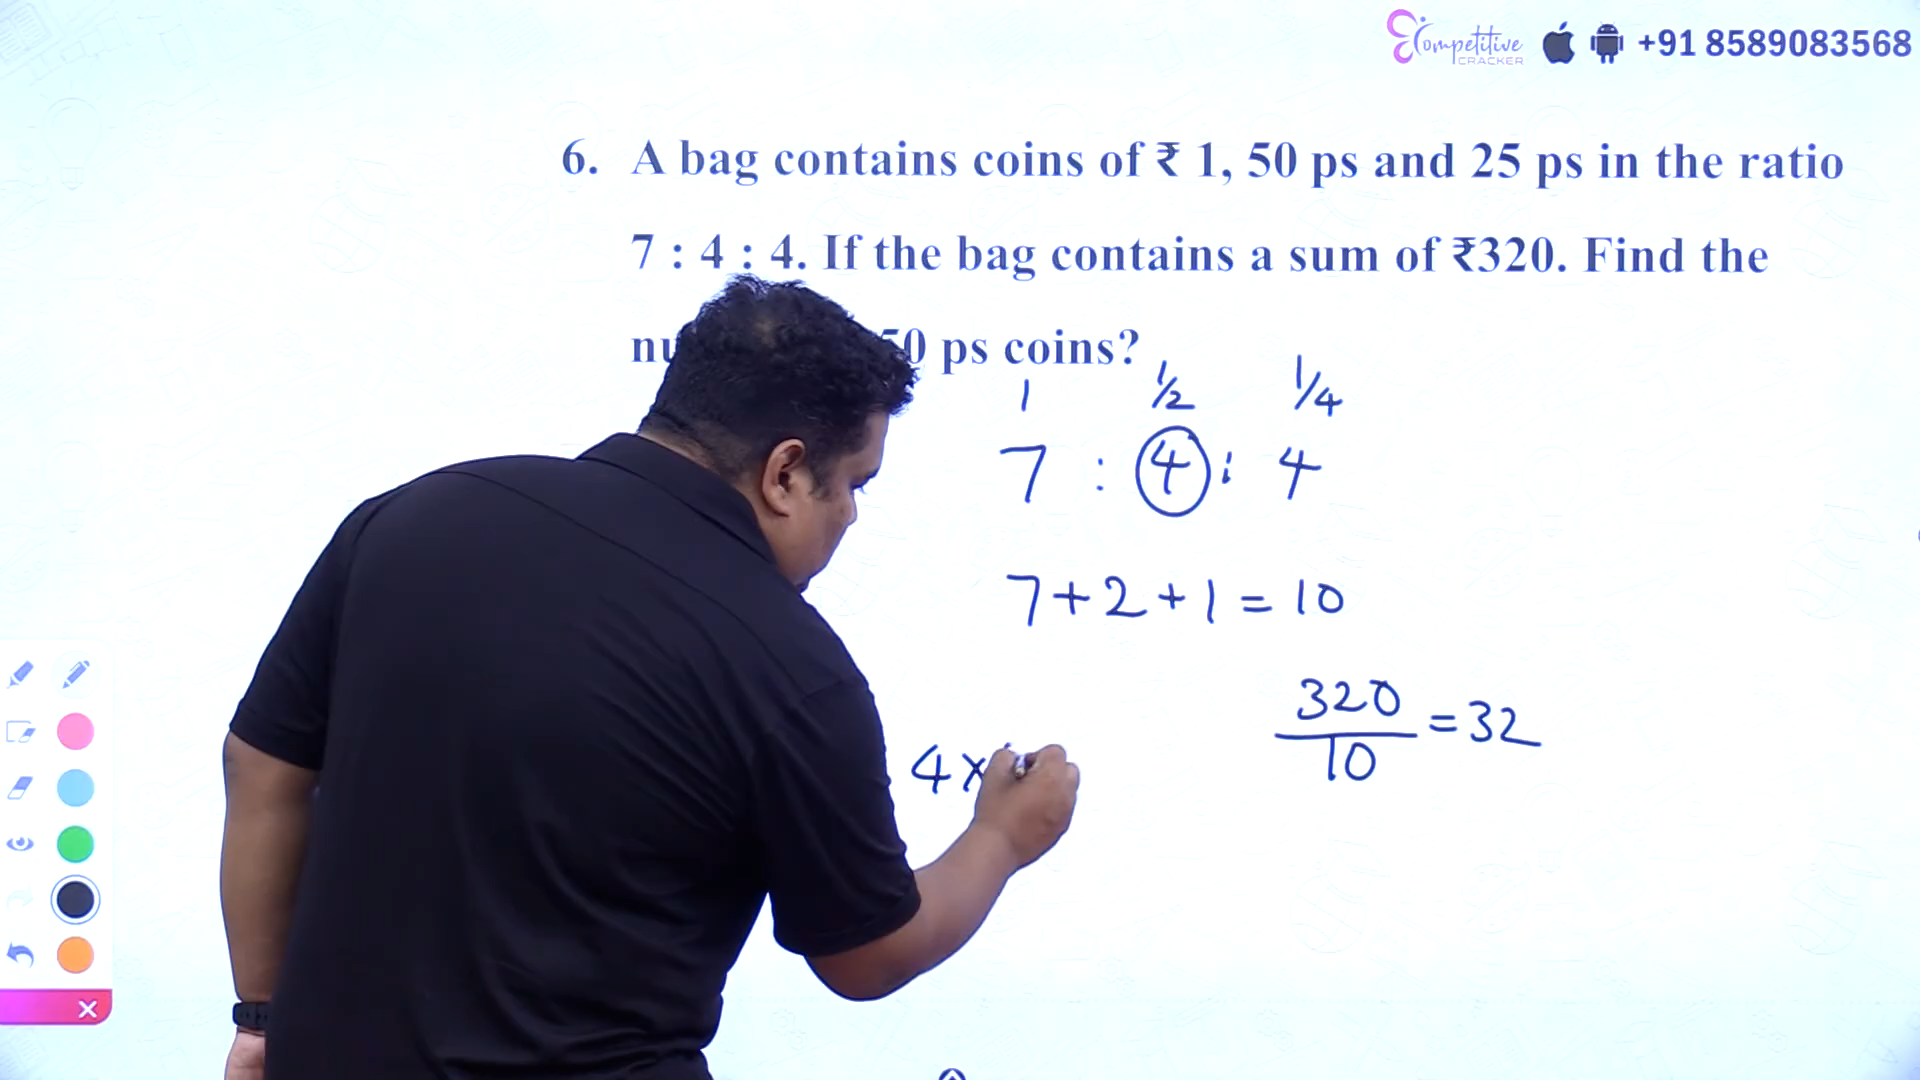 Competitive CRACKER +91 8589083568
6. A bag contains coins of ₹ 1, 50 ps and 25 ps in the ratio
7 : 4 : 4. If the bag contains a sum of ₹320. Find the
ps coins?
1 1/2 1/4
7 : 4 : 4
7+2+1=10
320/10 =32
4×